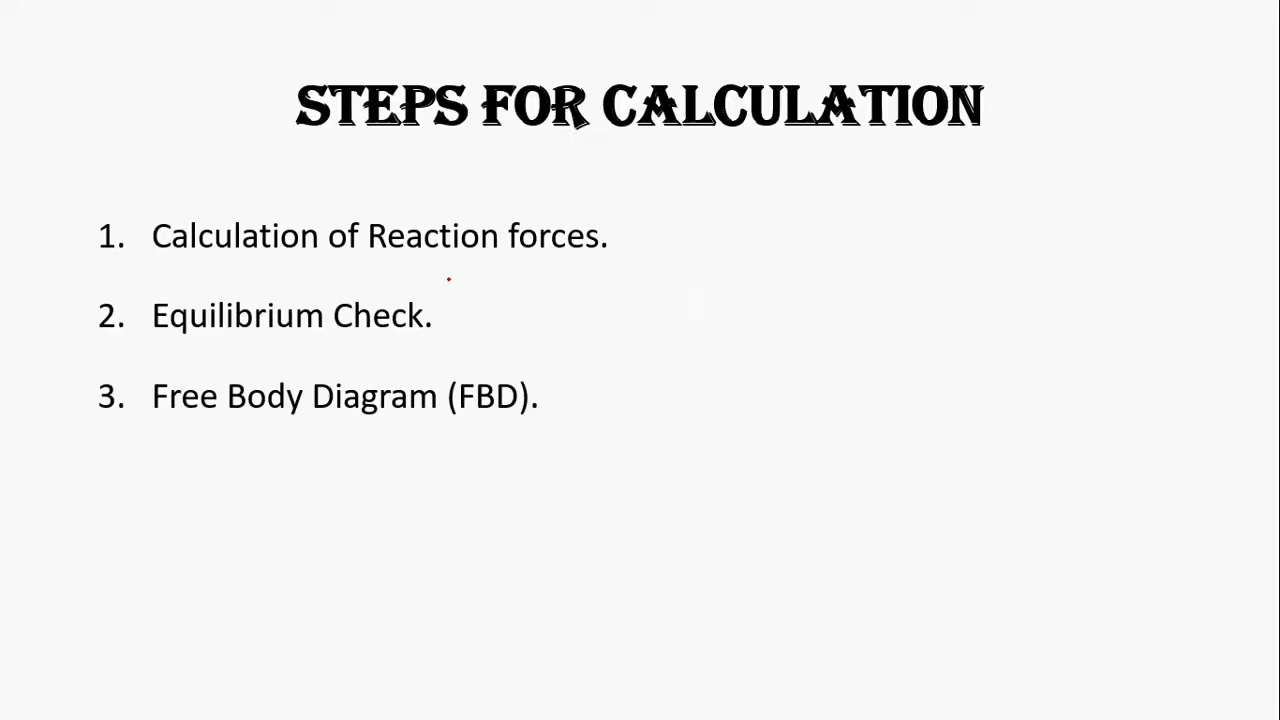 STEPS FOR CALCULATION
1. Calculation of Reaction forces.
2. Equilibrium Check.
3. Free Body Diagram (FBD).